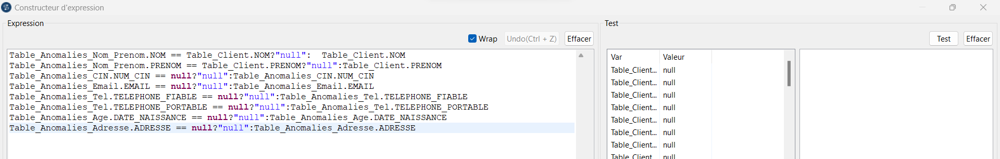 Constructeur d'expression
Expression
Wrap Undo(Ctrl + Z) Effacer
Table_Anomalies_Nom_Prenom.NOM == Table_Client.NOM?"null":  Table_Client.NOM
Table_Anomalies_Nom_Prenom.PRENOM == Table_Client.PRENOM?"null":Table_Client.PRENOM
Table_Anomalies_CIN.NUM_CIN == null?"null":Table_Anomalies_CIN.NUM_CIN
Table_Anomalies_Email.EMAIL == null?"null":Table_Anomalies_Email.EMAIL
Table_Anomalies_Tel.TELEPHONE_FIABLE == null?"null":Table_Anomalies_Tel.TELEPHONE_FIABLE
Table_Anomalies_Tel.TELEPHONE_PORTABLE == null?"null":Table_Anomalies_Tel.TELEPHONE_PORTABLE
Table_Anomalies_Age.DATE_NAISSANCE == null?"null":Table_Anomalies_Age.DATE_NAISSANCE
Table_Anomalies_Adresse.ADRESSE == null?"null":Table_Anomalies_Adresse.ADRESSE
Test
Test Effacer
Var Valeur
Table_Client... null
Table_Client... null
Table_Client... null
Table_Client... null
Table_Client... null
Table_Client... null
Table_Client... null
Table_Client... null